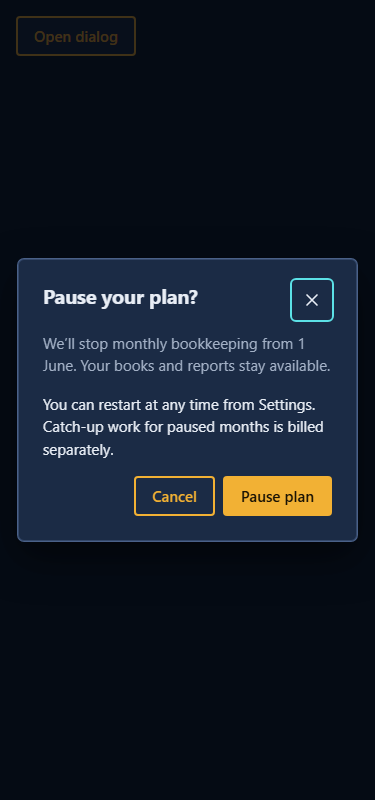 Open dialog
Pause your plan?
We’ll stop monthly bookkeeping from 1
June. Your books and reports stay available.
You can restart at any time from Settings.
Catch-up work for paused months is billed
separately.
Cancel
Pause plan